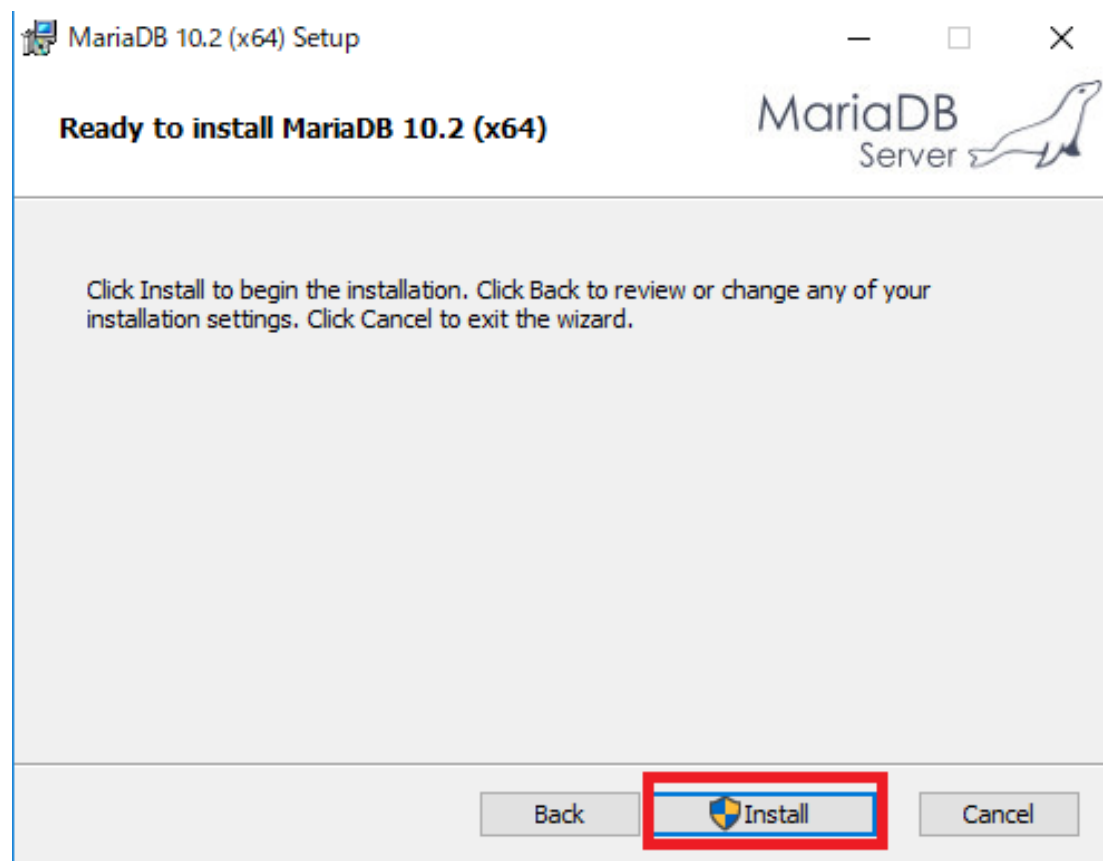 MariaDB 10.2 (x64) Setup
Ready to install MariaDB 10.2 (x64)
MariaDB
Server
Click Install to begin the installation. Click Back to review or change any of your
installation settings. Click Cancel to exit the wizard.
Back
Install
Cancel